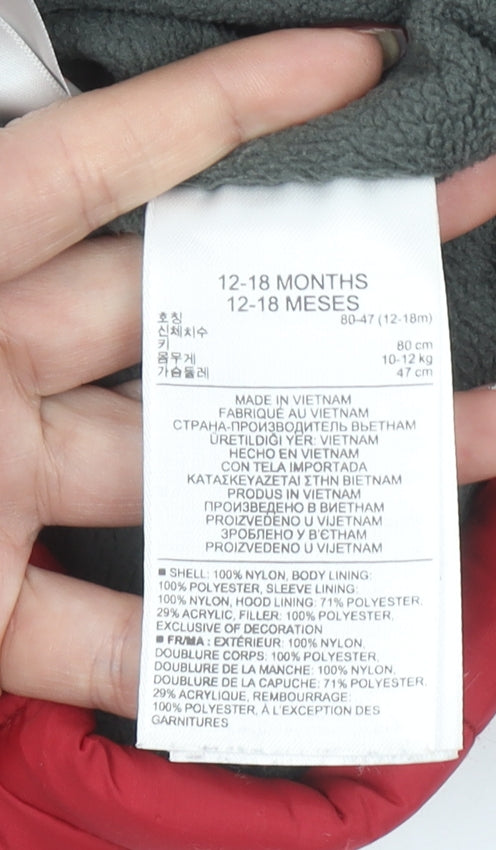 12-18 MONTHS
12-18 MESES
호칭 80-47 (12-18m)
신체치수
키 80 cm
몸무게 10-12 kg
가슴둘레 47 cm
MADE IN VIETNAM
FABRIQUÉ AU VIETNAM
СТРАНА-ПРОИЗВОДИТЕЛЬ ВЬЕТНАМ
ÜRETILDIĞI YER: VIETNAM
HECHO EN VIETNAM
CON TELA IMPORTADA
ΚΑΤΑΣΚΕΥΑΖΕΤΑΙ ΣΤΗΝ ΒΙΕΤΝΑΜ
PRODUS IN VIETNAM
ПРОИЗВЕДЕНО В ВИЕТНАМ
PROIZVEDENO U VIJETNAM
ЗРОБЛЕНО У В'ЄТНАМ
PROIZVEDENO U VIJETNAM
■ SHELL: 100% NYLON, BODY LINING:
100% POLYESTER, SLEEVE LINING:
100% NYLON, HOOD LINING: 71% POLYESTER,
29% ACRYLIC, FILLER: 100% POLYESTER,
EXCLUSIVE OF DECORATION
■ FR/MA : EXTÉRIEUR: 100% NYLON,
DOUBLURE CORPS: 100% POLYESTER,
DOUBLURE DE LA MANCHE: 100% NYLON,
DOUBLURE DE LA CAPUCHE: 71% POLYESTER,
29% ACRYLIQUE, REMBOURRAGE:
100% POLYESTER, À L'EXCEPTION DES
GARNITURES